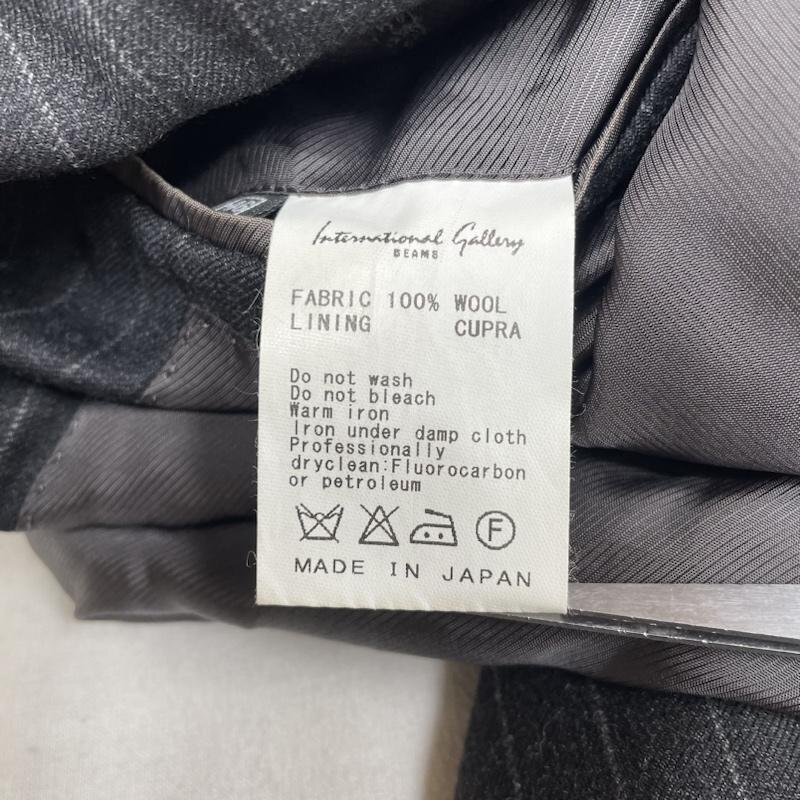 International Gallery
BEAMS
FABRIC 100% WOOL
LINING CUPRA
Do not wash
Do not bleach
Warm iron
Iron under damp cloth
Professionally
dryclean:Fluorocarbon
or petroleum
F
MADE IN JAPAN